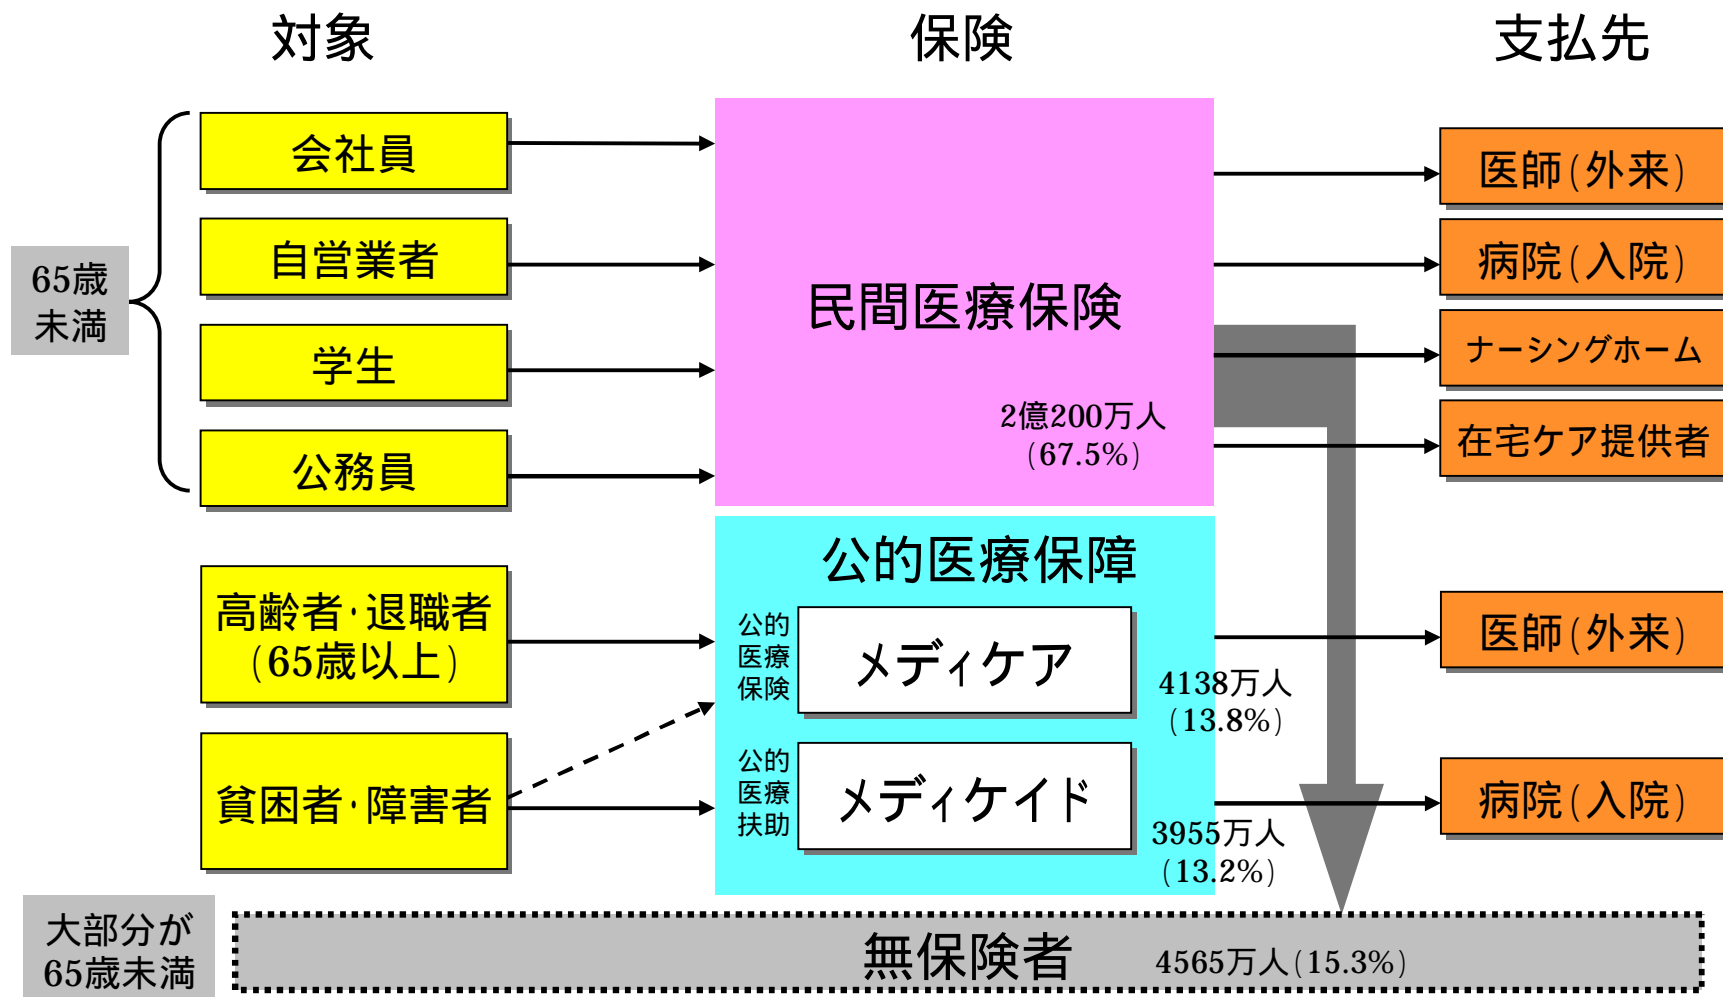 対象
保険
支払先
65歳
未満
会社員
自営業者
学生
公務員
民間医療保険
2億200万人
(67.5%)
医師(外来)
病院(入院)
ナーシングホーム
在宅ケア提供者
高齢者・退職者
(65歳以上)
貧困者・障害者
公的医療保障
公的
医療
保険
メディケア
4138万人
(13.8%)
公的
医療
扶助
メディケイド
3955万人
(13.2%)
医師(外来)
病院(入院)
大部分が
65歳未満
無保険者 4565万人(15.3%)